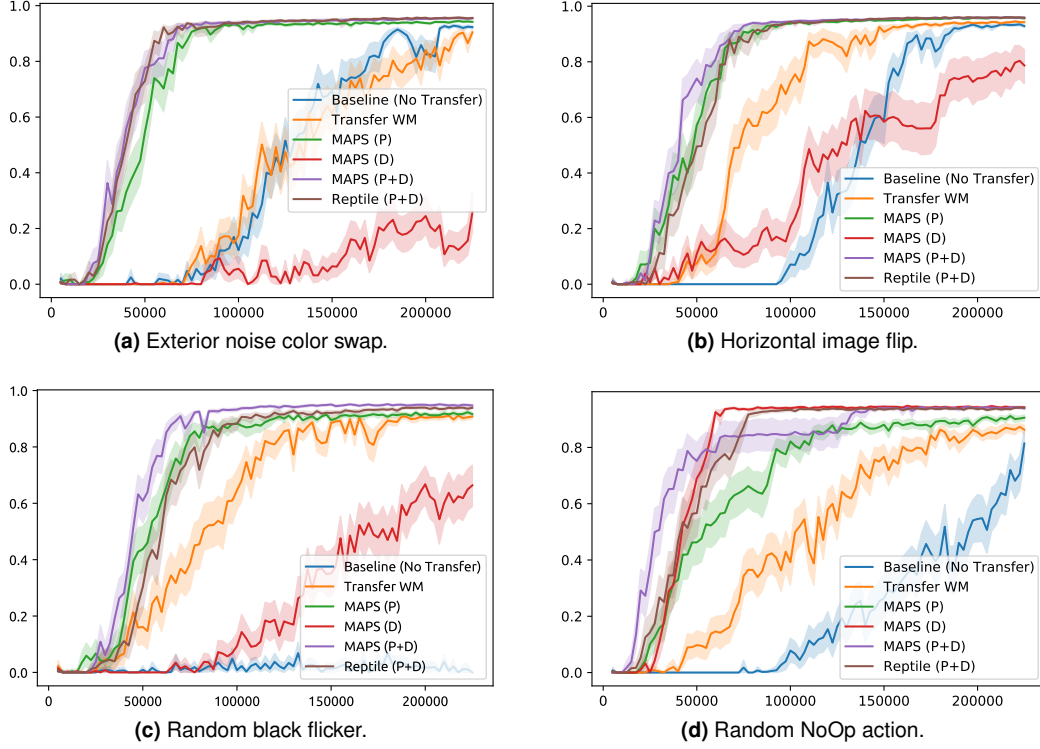 1.0
0.8
0.6
0.4
0.2
0.0
Baseline (No Transfer)
Transfer WM
MAPS (P)
MAPS (D)
MAPS (P+D)
Reptile (P+D)
0 50000 100000 150000 200000
(a) Exterior noise color swap.
1.0
0.8
0.6
0.4
0.2
0.0
Baseline (No Transfer)
Transfer WM
MAPS (P)
MAPS (D)
MAPS (P+D)
Reptile (P+D)
0 50000 100000 150000 200000
(b) Horizontal image flip.
1.0
0.8
0.6
0.4
0.2
0.0
Baseline (No Transfer)
Transfer WM
MAPS (P)
MAPS (D)
MAPS (P+D)
Reptile (P+D)
0 50000 100000 150000 200000
(c) Random black flicker.
1.0
0.8
0.6
0.4
0.2
0.0
Baseline (No Transfer)
Transfer WM
MAPS (P)
MAPS (D)
MAPS (P+D)
Reptile (P+D)
0 50000 100000 150000 200000
(d) Random NoOp action.